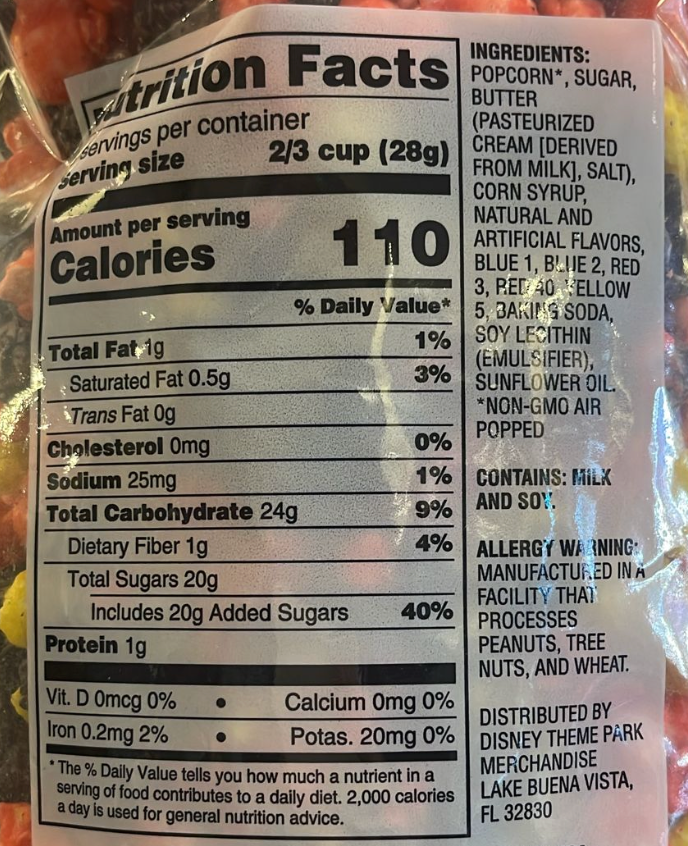 Nutrition Facts
servings per container
serving size 2/3 cup (28g)
Amount per serving
Calories 110
% Daily Value*
Total Fat 1g 1%
Saturated Fat 0.5g 3%
Trans Fat 0g
Cholesterol 0mg 0%
Sodium 25mg 1%
Total Carbohydrate 24g 9%
Dietary Fiber 1g 4%
Total Sugars 20g
Includes 20g Added Sugars 40%
Protein 1g
Vit. D 0mcg 0% • Calcium 0mg 0%
Iron 0.2mg 2% • Potas. 20mg 0%
* The % Daily Value tells you how much a nutrient in a
serving of food contributes to a daily diet. 2,000 calories
a day is used for general nutrition advice.
INGREDIENTS:
POPCORN*, SUGAR,
BUTTER
(PASTEURIZED
CREAM [DERIVED
FROM MILK], SALT),
CORN SYRUP,
NATURAL AND
ARTIFICIAL FLAVORS,
BLUE 1, BLUE 2, RED
3, RED 40, YELLOW
5, BAKING SODA,
SOY LECITHIN
(EMULSIFIER),
SUNFLOWER OIL.
*NON-GMO AIR
POPPED
CONTAINS: MILK
AND SOY.
ALLERGY WARNING:
MANUFACTURED IN A
FACILITY THAT
PROCESSES
PEANUTS, TREE
NUTS, AND WHEAT.
DISTRIBUTED BY
DISNEY THEME PARK
MERCHANDISE
LAKE BUENA VISTA,
FL 32830